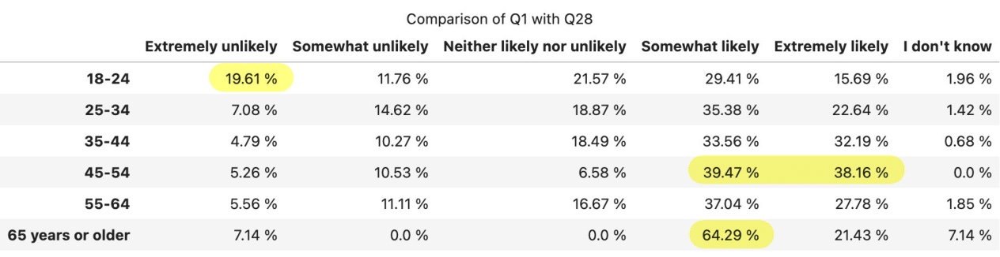 Comparison of Q1 with Q28
Extremely unlikely Somewhat unlikely Neither likely nor unlikely Somewhat likely Extremely likely I don't know
18-24 19.61 % 11.76 % 21.57 % 29.41 % 15.69 % 1.96 %
25-34 7.08 % 14.62 % 18.87 % 35.38 % 22.64 % 1.42 %
35-44 4.79 % 10.27 % 18.49 % 33.56 % 32.19 % 0.68 %
45-54 5.26 % 10.53 % 6.58 % 39.47 % 38.16 % 0.0 %
55-64 5.56 % 11.11 % 16.67 % 37.04 % 27.78 % 1.85 %
65 years or older 7.14 % 0.0 % 0.0 % 64.29 % 21.43 % 7.14 %